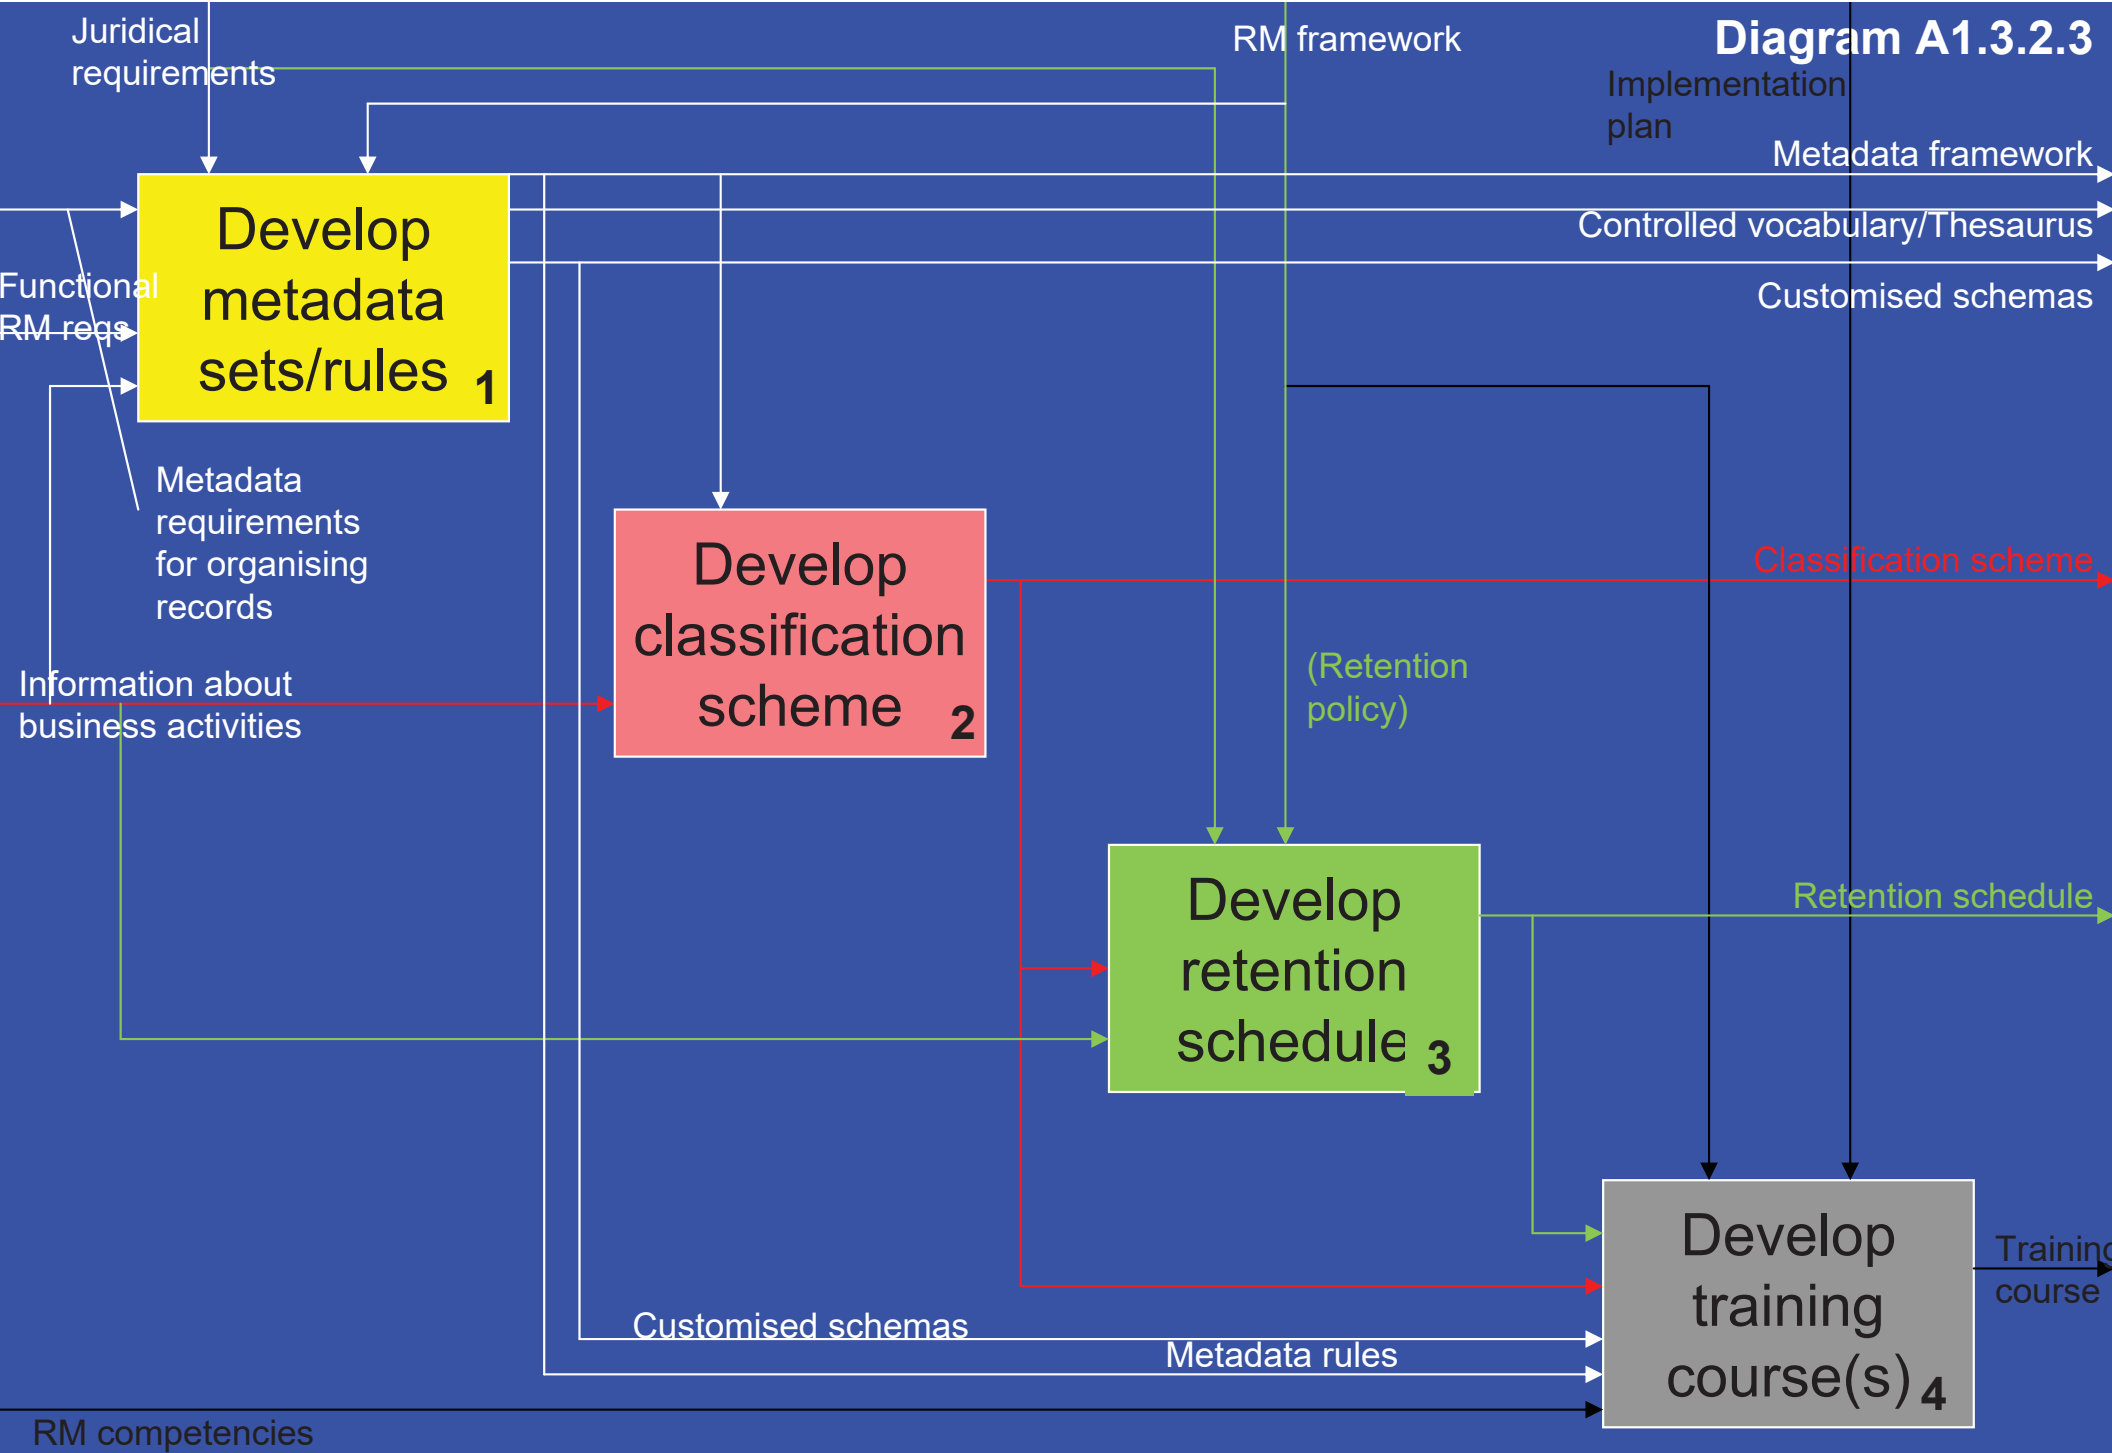 Juridical
requirements
RM framework
Diagram A1.3.2.3
Implementation
plan
Metadata framework
Controlled vocabulary/Thesaurus
Customised schemas
Develop
metadata
sets/rules 1
Functional
RM reqs
Metadata
requirements
for organising
records
Develop
classification
scheme 2
Classification scheme
Information about
business activities
(Retention
policy)
Develop
retention
schedule 3
Retention schedule
Develop
training
course(s) 4
Training
course
Customised schemas
Metadata rules
RM competencies